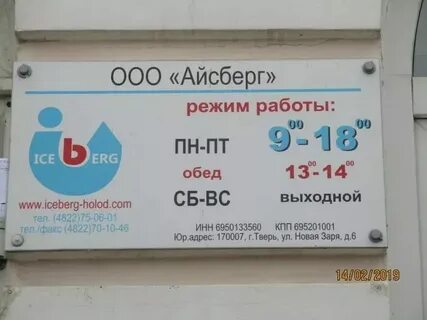 ООО «Айсберг»
режим работы:
ПН-ПТ 9⁰⁰-18⁰⁰
обед 13⁰⁰-14⁰⁰
СБ-ВС выходной
ICE bERG
www.iceberg-holod.com
тел. (4822)75-06-01
тел./факс (4822)70-10-46
ИНН 6950133560 КПП 695201001
Юр.адрес: 170007, г.Тверь, ул. Новая Заря, д.6
14/02/2019